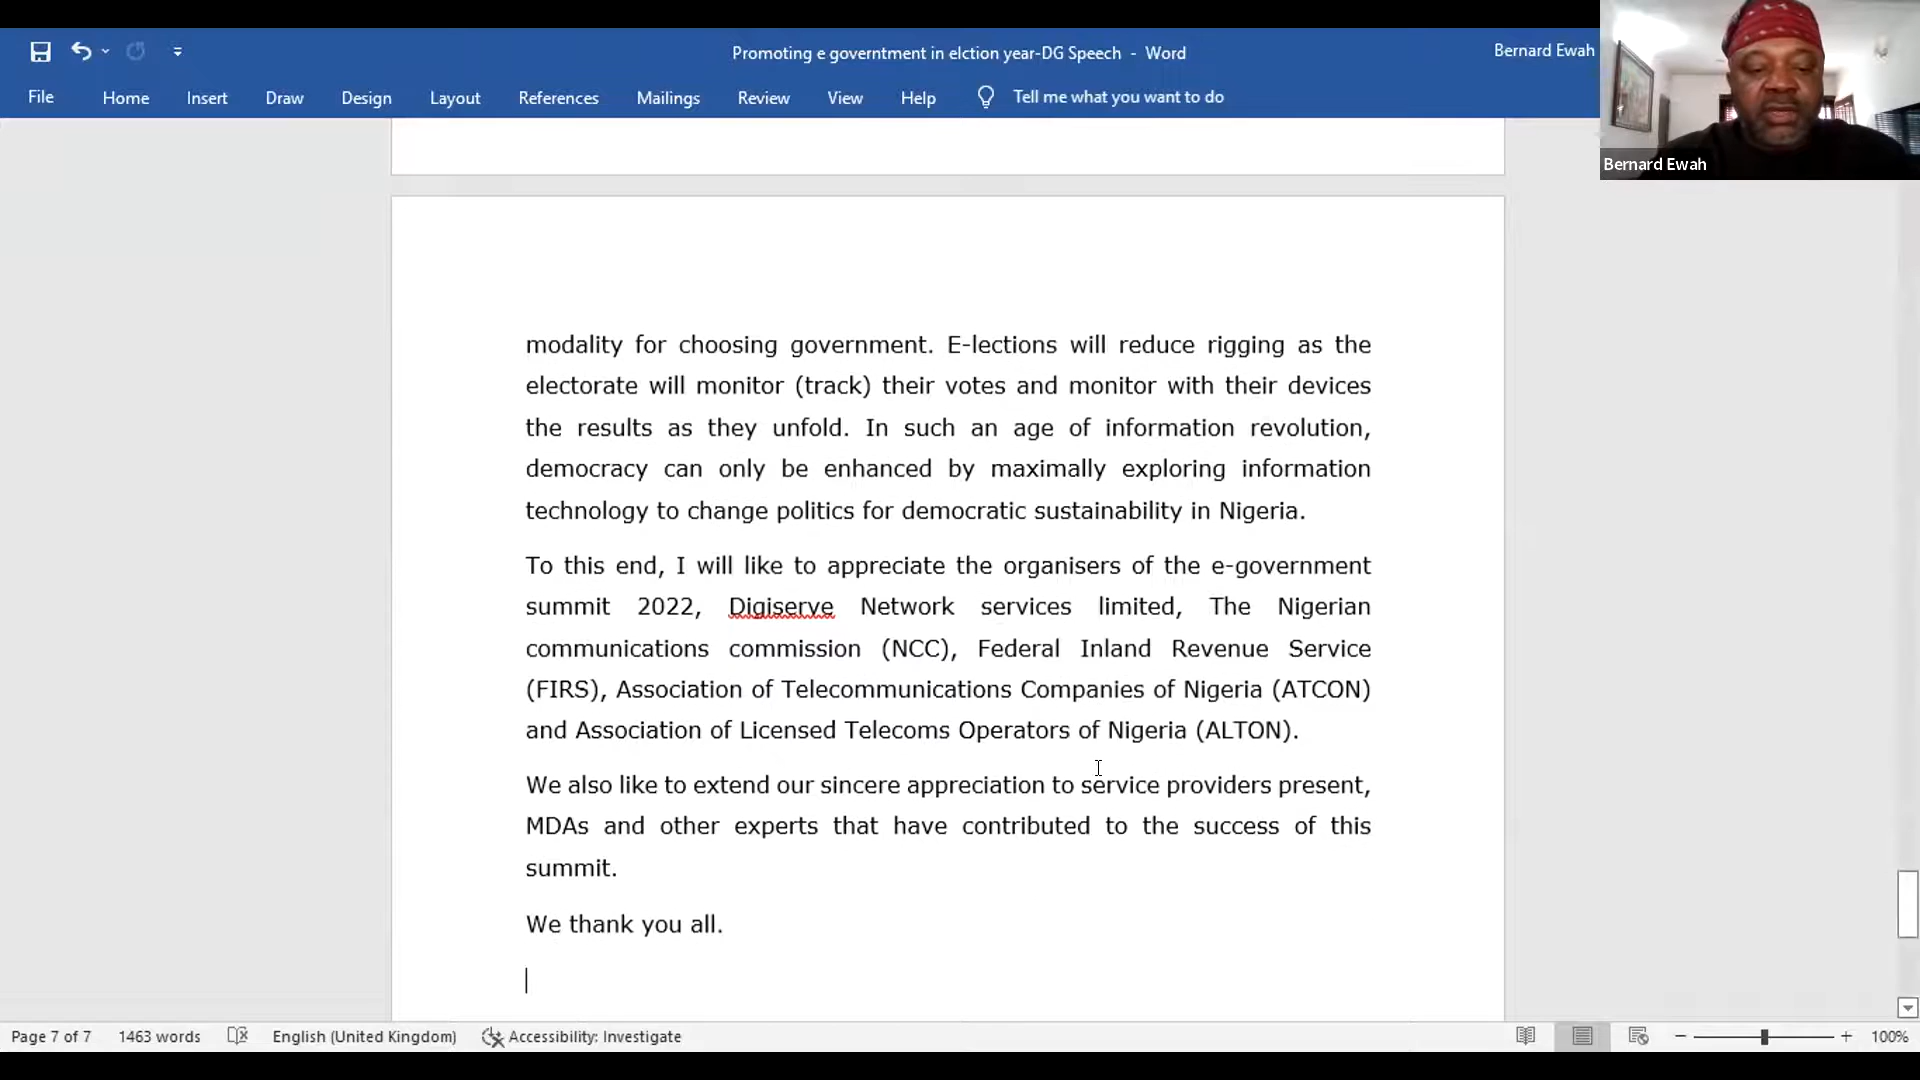 Promoting e governtment in elction year-DG Speech - Word
Bernard Ewah
File Home Insert Draw Design Layout References Mailings Review View Help Tell me what you want to do
Bernard Ewah
modality for choosing government. E-lections will reduce rigging as the
electorate will monitor (track) their votes and monitor with their devices
the results as they unfold. In such an age of information revolution,
democracy can only be enhanced by maximally exploring information
technology to change politics for democratic sustainability in Nigeria.
To this end, I will like to appreciate the organisers of the e-government
summit 2022, Digiserve Network services limited, The Nigerian
communications commission (NCC), Federal Inland Revenue Service
(FIRS), Association of Telecommunications Companies of Nigeria (ATCON)
and Association of Licensed Telecoms Operators of Nigeria (ALTON).
We also like to extend our sincere appreciation to service providers present,
MDAs and other experts that have contributed to the success of this
summit.
We thank you all.
Page 7 of 7 1463 words English (United Kingdom) Accessibility: Investigate 100%